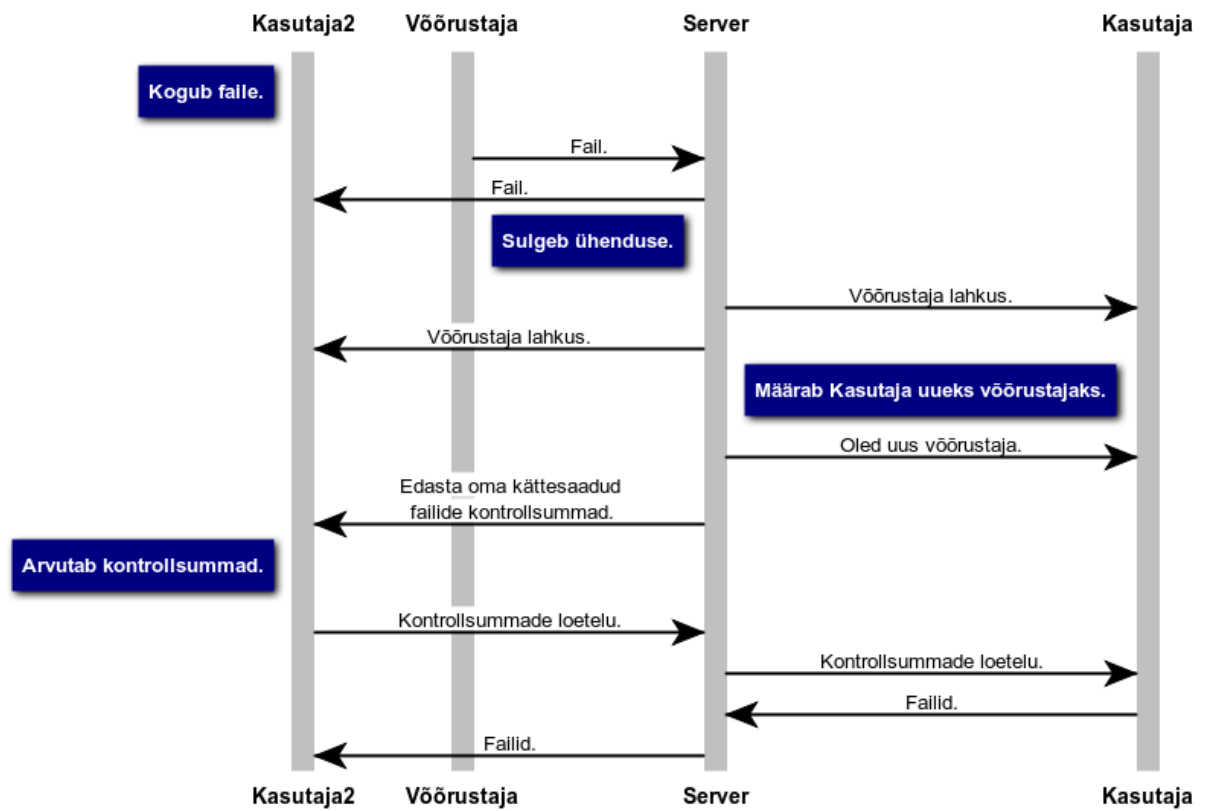 Kasutaja2 Võõrustaja Server Kasutaja
Kogub faile.
Fail.
Fail.
Sulgeb ühenduse.
Võõrustaja lahkus.
Võõrustaja lahkus.
Määrab Kasutaja uueks võõrustajaks.
Oled uus võõrustaja.
Edasta oma kättesaadud
failide kontrollsummad.
Arvutab kontrollsummad.
Kontrollsummade loetelu.
Kontrollsummade loetelu.
Failid.
Failid.
Kasutaja2 Võõrustaja Server Kasutaja